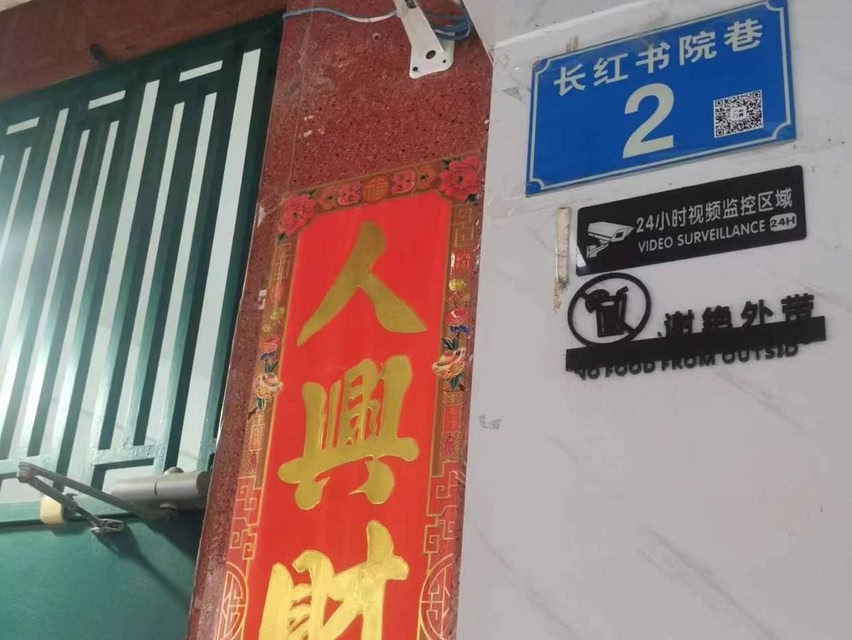 长红书院巷
2
24小时视频监控区域
VIDEO SURVEILLANCE 24H
谢绝外带
NO FOOD FROM OUTSID
人興財